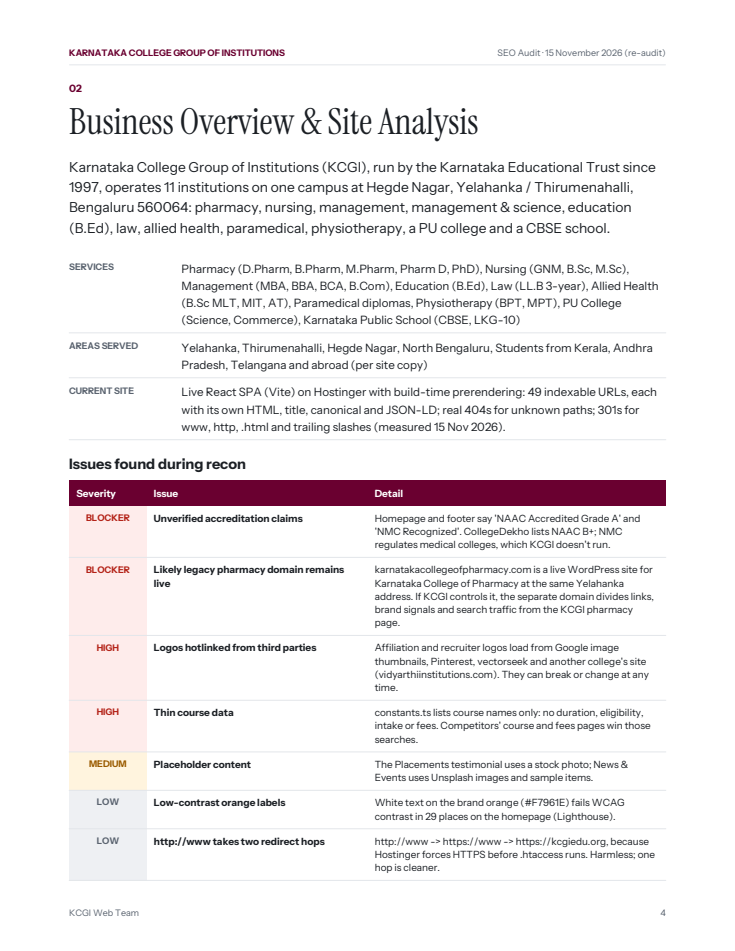 KARNATAKA COLLEGE GROUP OF INSTITUTIONS
SEO Audit · 15 November 2026 (re-audit)
02
Business Overview & Site Analysis
Karnataka College Group of Institutions (KCGI), run by the Karnataka Educational Trust since
1997, operates 11 institutions on one campus at Hegde Nagar, Yelahanka / Thirumenahalli,
Bengaluru 560064: pharmacy, nursing, management, management & science, education
(B.Ed), law, allied health, paramedical, physiotherapy, a PU college and a CBSE school.
SERVICES
Pharmacy (D.Pharm, B.Pharm, M.Pharm, Pharm D, PhD), Nursing (GNM, B.Sc, M.Sc),
Management (MBA, BBA, BCA, B.Com), Education (B.Ed), Law (LL.B 3-year), Allied Health
(B.Sc MLT, MIT, AT), Paramedical diplomas, Physiotherapy (BPT, MPT), PU College
(Science, Commerce), Karnataka Public School (CBSE, LKG-10)
AREAS SERVED
Yelahanka, Thirumenahalli, Hegde Nagar, North Bengaluru, Students from Kerala, Andhra
Pradesh, Telangana and abroad (per site copy)
CURRENT SITE
Live React SPA (Vite) on Hostinger with build-time prerendering: 49 indexable URLs, each
with its own HTML, title, canonical and JSON-LD; real 404s for unknown paths; 301s for
www, http, .html and trailing slashes (measured 15 Nov 2026).
Issues found during recon
Severity Issue Detail
BLOCKER Unverified accreditation claims Homepage and footer say 'NAAC Accredited Grade A' and
'NMC Recognized'. CollegeDekho lists NAAC B+; NMC
regulates medical colleges, which KCGI doesn't run.
BLOCKER Likely legacy pharmacy domain remains
live
karnatakacollegeofpharmacy.com is a live WordPress site for
Karnataka College of Pharmacy at the same Yelahanka
address. If KCGI controls it, the separate domain divides links,
brand signals and search traffic from the KCGI pharmacy
page.
HIGH Logos hotlinked from third parties Affiliation and recruiter logos load from Google image
thumbnails, Pinterest, vectorseek and another college's site
(vidyarthiinstitutions.com). They can break or change at any
time.
HIGH Thin course data constants.ts lists course names only: no duration, eligibility,
intake or fees. Competitors' course and fees pages win those
searches.
MEDIUM Placeholder content The Placements testimonial uses a stock photo; News &
Events uses Unsplash images and sample items.
LOW Low-contrast orange labels White text on the brand orange (#F7961E) fails WCAG
contrast in 29 places on the homepage (Lighthouse).
LOW http://www takes two redirect hops http://www -> https://www -> https://kcgiedu.org, because
Hostinger forces HTTPS before .htaccess runs. Harmless; one
hop is cleaner.
KCGI Web Team
4